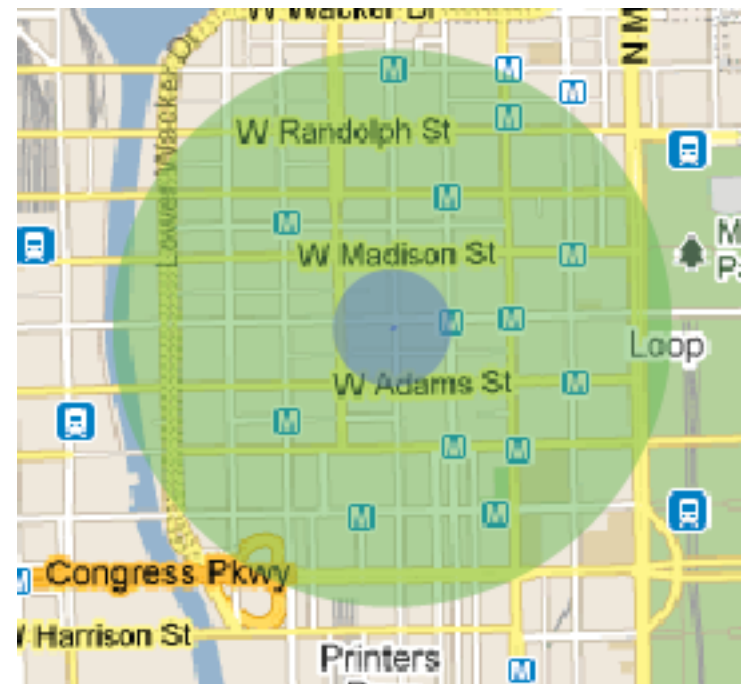 W Wacker Dr
N M
Lower Wacker Dr
M
M
M
M
W Randolph St
M
M
W Madison St
M
M
P
M
M
Loop
W Adams St
M
M
M
M
M
M
Congress Pkwy
M
W Harrison St
Printers
M